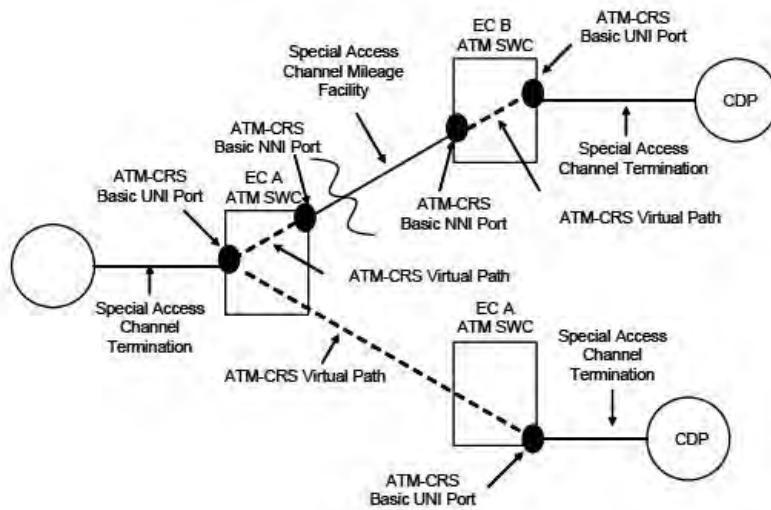 EC B
ATM SWC
ATM-CRS
Basic UNI Port
Special Access
Channel Mileage
Facility
CDP
ATM-CRS
Basic NNI Port
Special Access
Channel Termination
ATM-CRS
Basic UNI Port
EC A
ATM SWC
ATM-CRS
Basic NNI Port
ATM-CRS Virtual Path
ATM-CRS Virtual Path
Special Access
Channel
Termination
EC A
ATM SWC
Special Access
Channel
Termination
ATM-CRS Virtual Path
CDP
ATM-CRS
Basic UNI Port